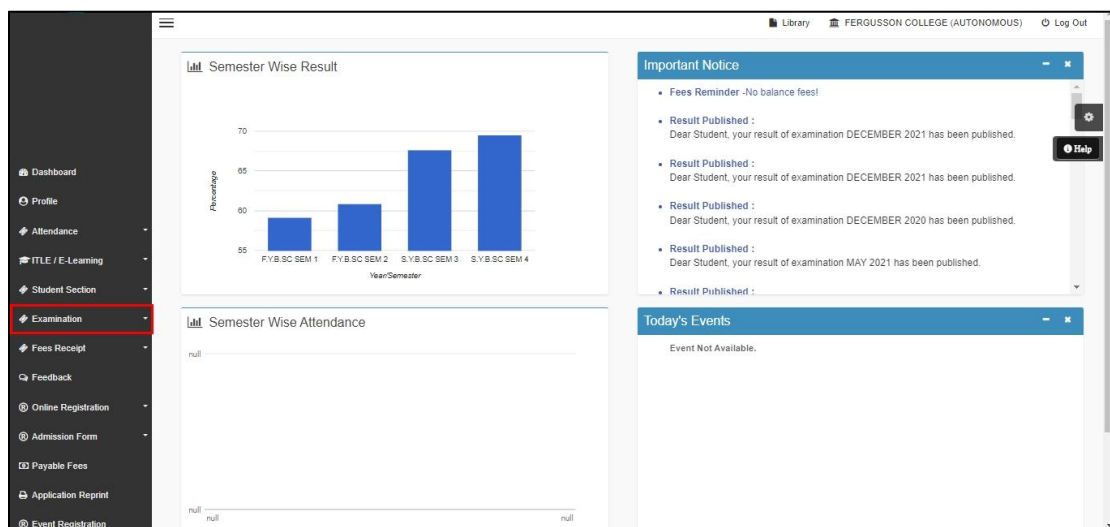 Library
FERGUSSON COLLEGE (AUTONOMOUS)
Log Out
Dashboard
Profile
Attendance
ITLE / E-Learning
Student Section
Examination
Fees Receipt
Feedback
Online Registration
Admission Form
Payable Fees
Application Reprint
Event Registration
Semester Wise Result
70
65
60
55
Percentage
F.Y.B.SC SEM 1
F.Y.B.SC SEM 2
S.Y.B.SC SEM 3
S.Y.B.SC SEM 4
Year/Semester
Important Notice
Fees Reminder -No balance fees!
Result Published :
Dear Student, your result of examination DECEMBER 2021 has been published.
Result Published :
Dear Student, your result of examination DECEMBER 2021 has been published.
Result Published :
Dear Student, your result of examination DECEMBER 2020 has been published.
Result Published :
Dear Student, your result of examination MAY 2021 has been published.
Result Published :
Help
Semester Wise Attendance
null
null
null
null
Today's Events
Event Not Available.